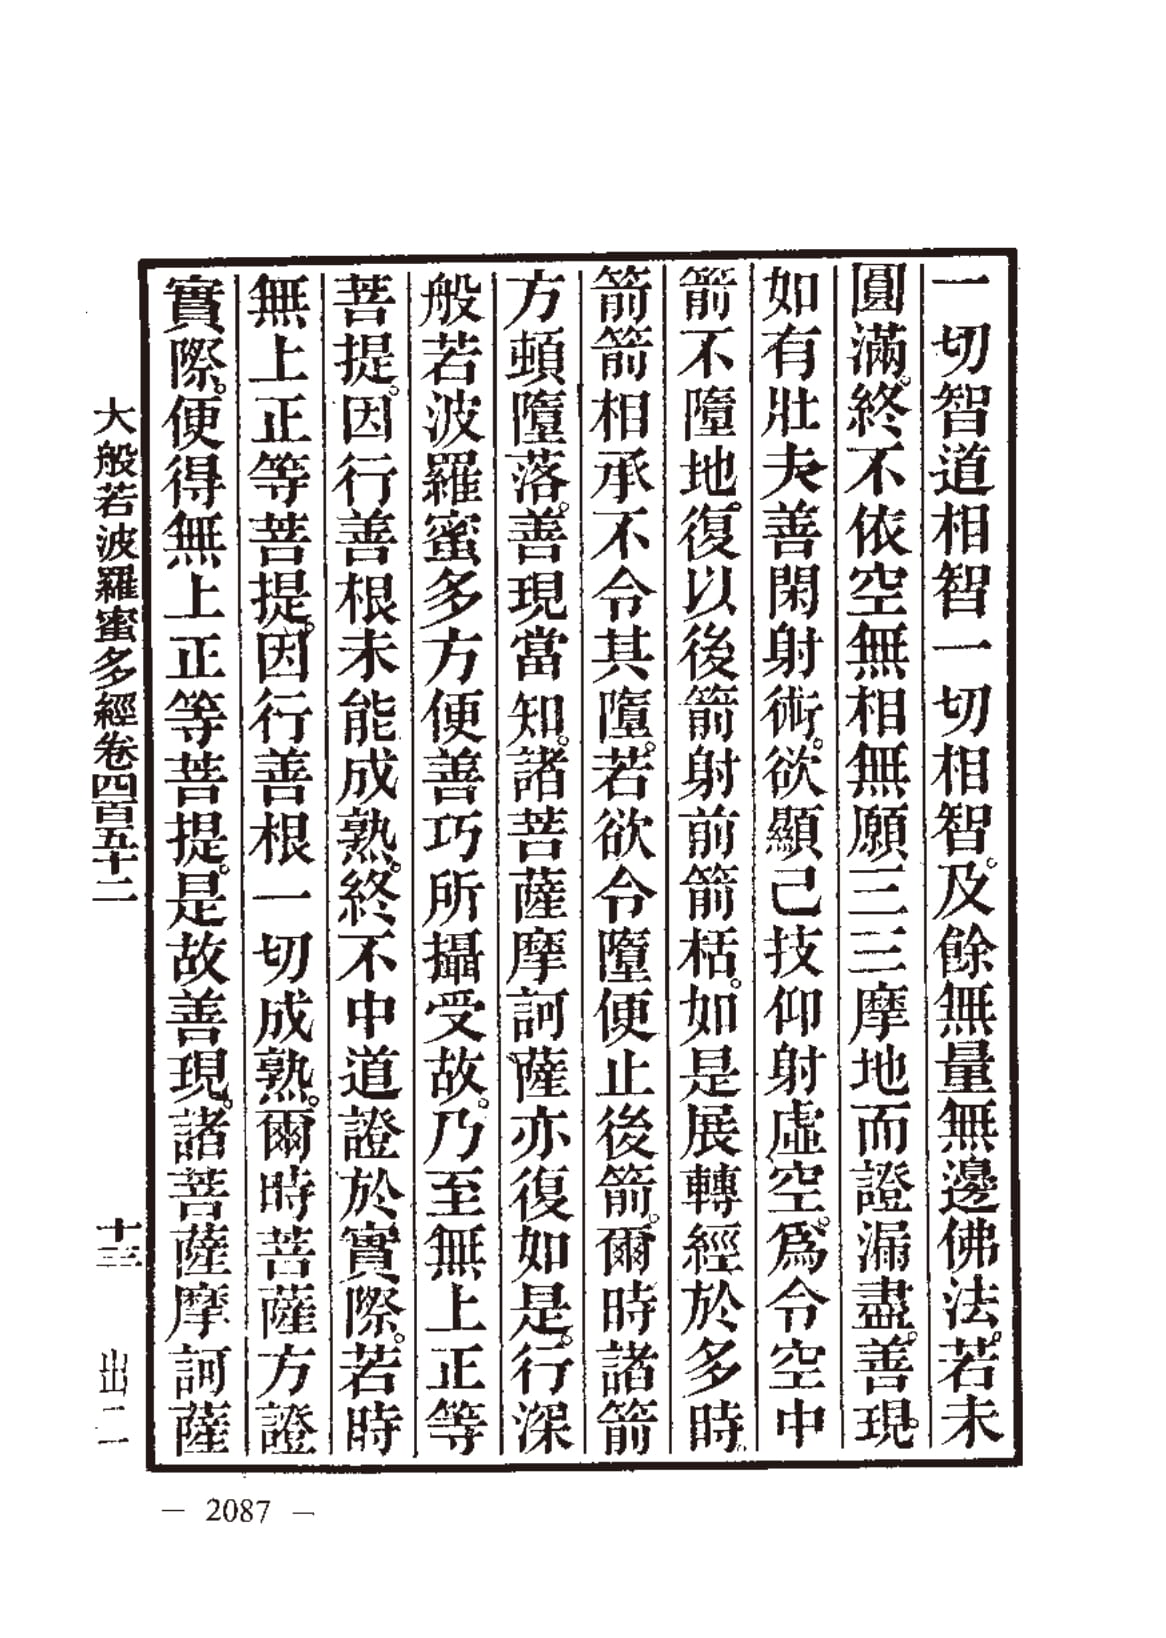 一切智道相智一切相智。及餘無量無邊佛法。若未
圓滿。終不依空無相無願三三摩地而證漏盡。善現。
如有壯夫善閑射術。欲顯己技仰射虛空。爲令空中
箭不墮地。復以後箭射前箭栝。如是展轉經於多時。
箭箭相承不令其墮。若欲令墮便止後箭。爾時諸箭
方頓墮落。善現當知。諸菩薩摩訶薩亦復如是。行深
般若波羅蜜多方便善巧所攝受故。乃至無上正等
菩提。因行善根未能成熟。終不中道證於實際。若時
無上正等菩提。因行善根一切成熟。爾時菩薩方證
實際。便得無上正等菩提。是故善現。諸菩薩摩訶薩
大般若波羅蜜多經卷四百五十二 十三 出二
— 2087 —